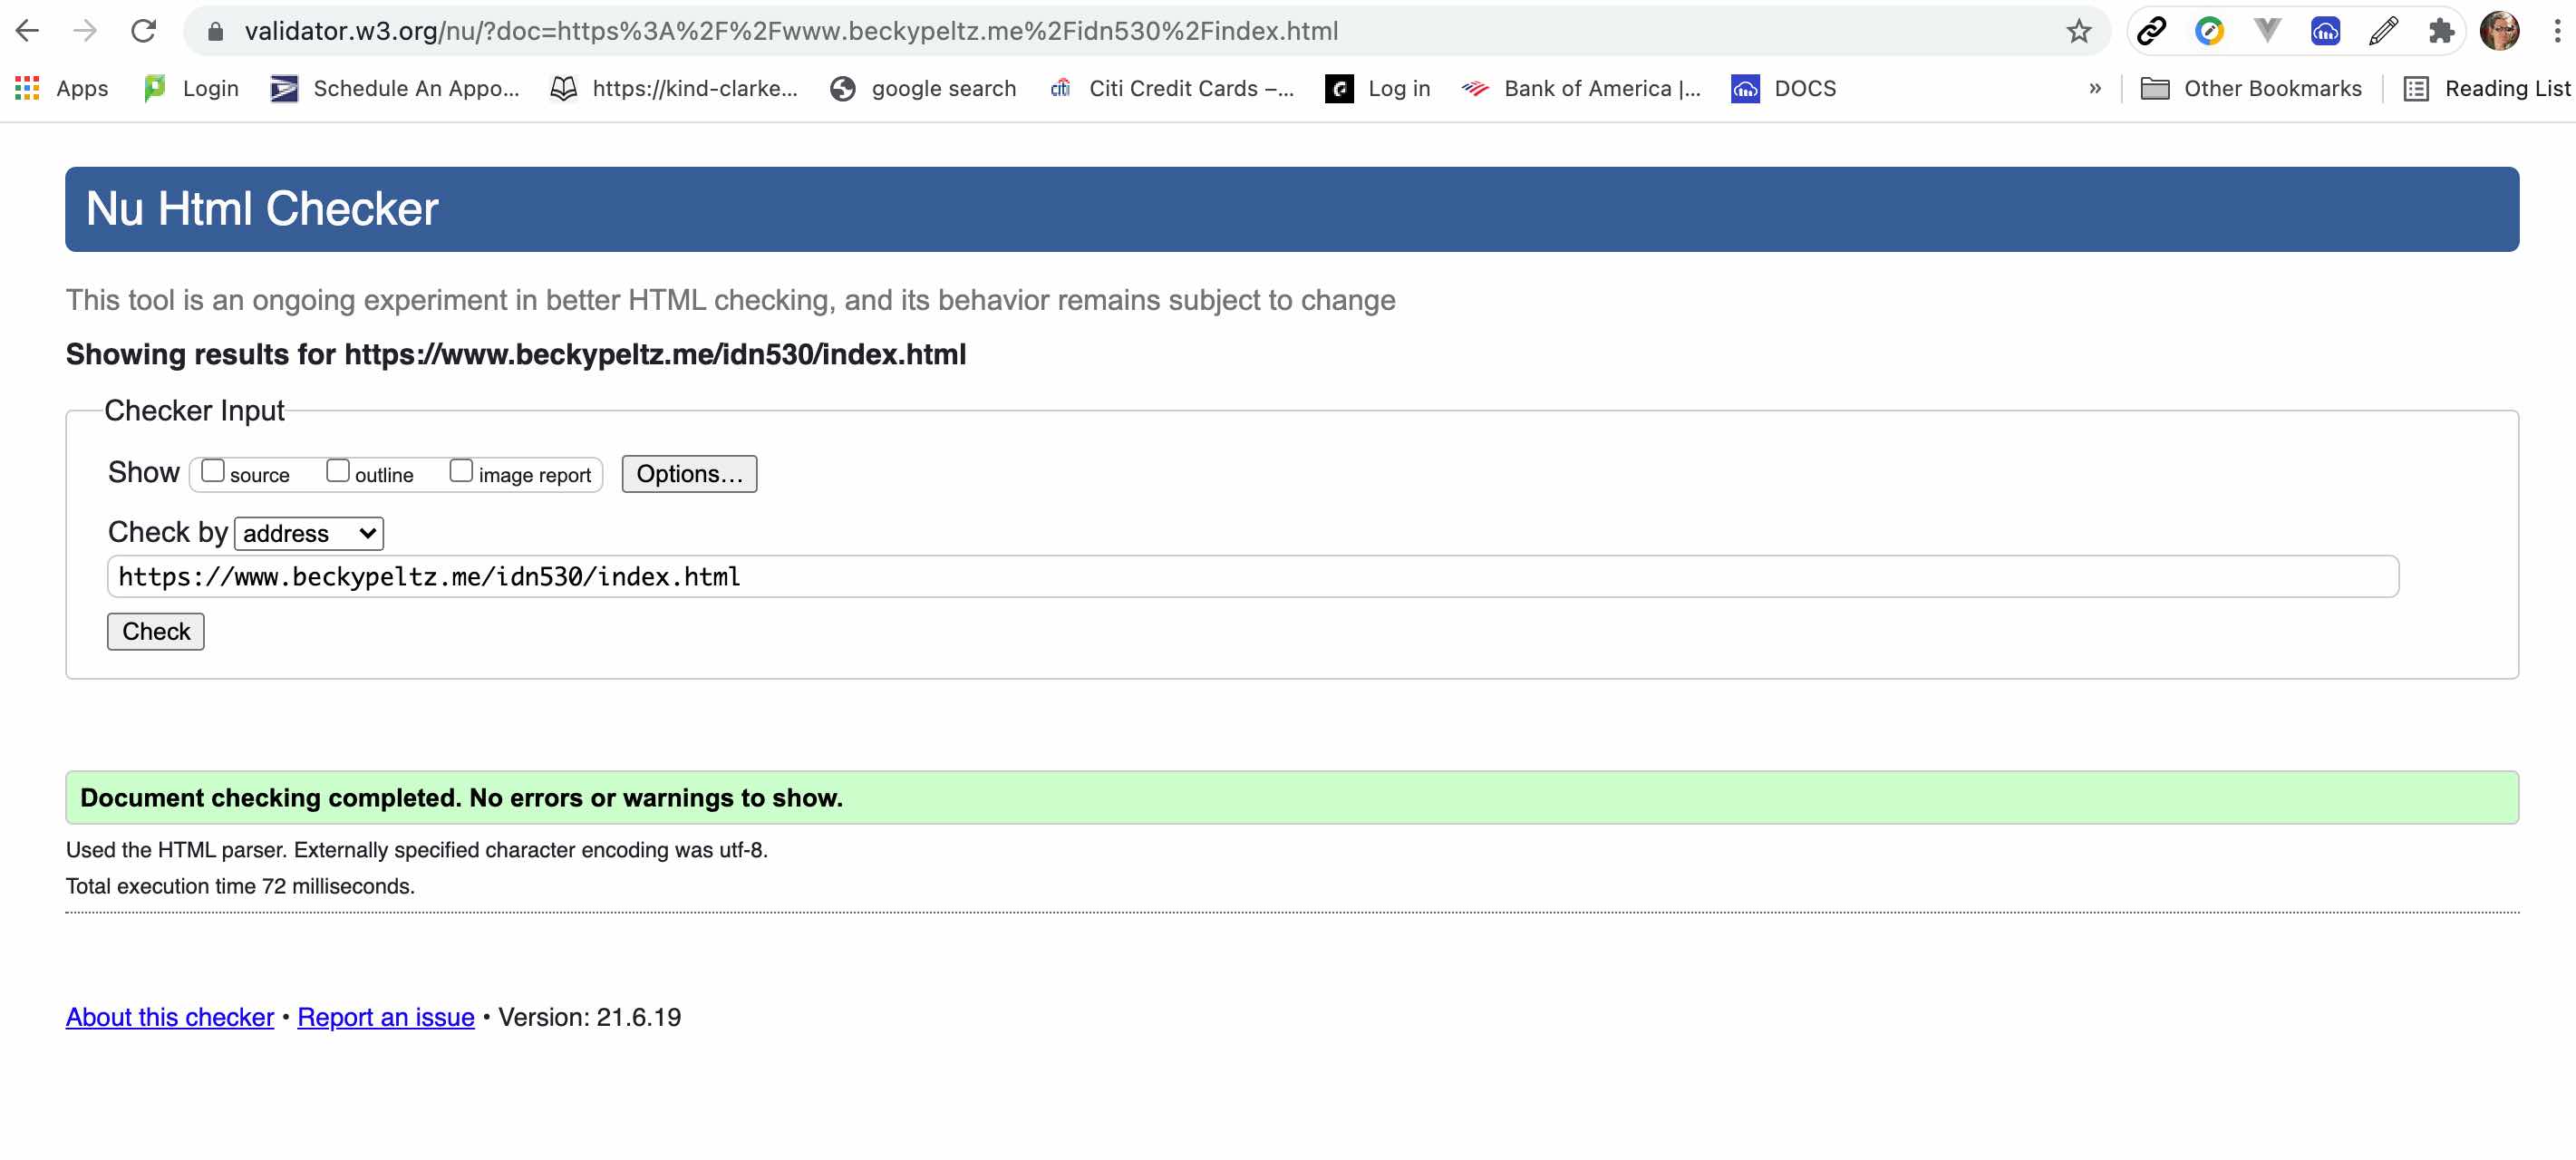 validator.w3.org/nu/?doc=https%3A%2F%2Fwww.beckypeltz.me%2Fidn530%2Findex.html
Apps Login Schedule An Appo... https://kind-clarke... google search citi Citi Credit Cards –... Log in Bank of America |... DOCS » Other Bookmarks Reading List
Nu Html Checker
This tool is an ongoing experiment in better HTML checking, and its behavior remains subject to change
Showing results for https://www.beckypeltz.me/idn530/index.html
Checker Input
Show source outline image report Options...
Check by address
https://www.beckypeltz.me/idn530/index.html
Check
Document checking completed. No errors or warnings to show.
Used the HTML parser. Externally specified character encoding was utf-8.
Total execution time 72 milliseconds.
About this checker • Report an issue • Version: 21.6.19